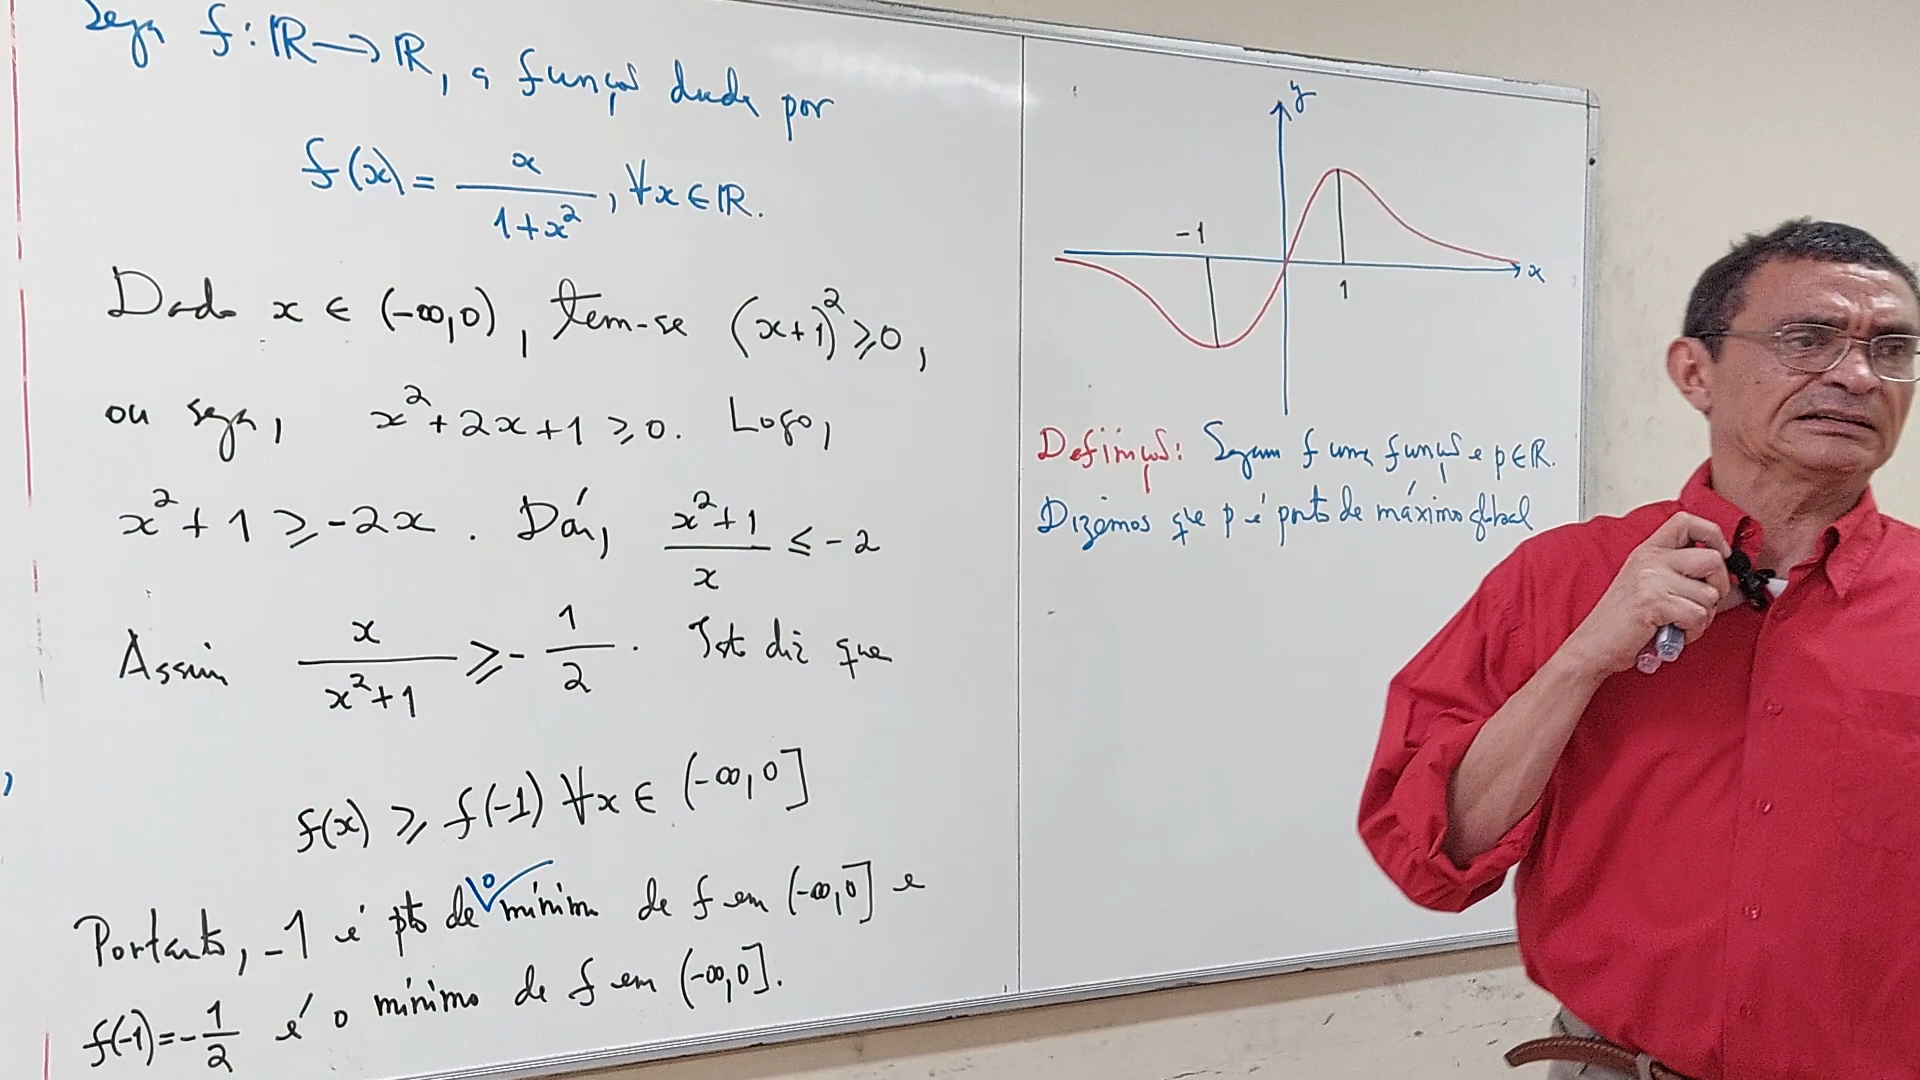 Seja f: ℝ → ℝ, a função dada por
f(x) = x / (1+x²), ∀x ∈ ℝ.
Dado x ∈ (-∞,0), tem-se (x+1)² ≥ 0,
ou seja, x² + 2x + 1 ≥ 0. Logo,
x² + 1 ≥ -2x. Daí, (x²+1)/x ≤ -2
Assim x/(x²+1) ≥ -1/2. Isto diz que
f(x) ≥ f(-1) ∀x ∈ (-∞,0]
Portanto, -1 é pto de mínimo de f em (-∞,0] e
f(-1) = -1/2 é o mínimo de f em (-∞,0].
y
-1
x
1
Definição: Sejam f uma função e p ∈ ℝ.
Dizemos que p é ponto de máximo global